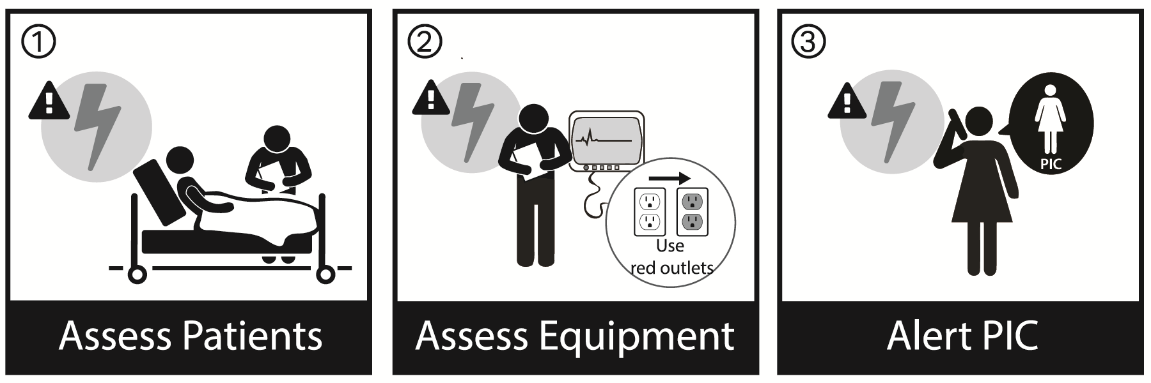 ①
Assess Patients
②
Use
red outlets
Assess Equipment
③
PIC
Alert PIC